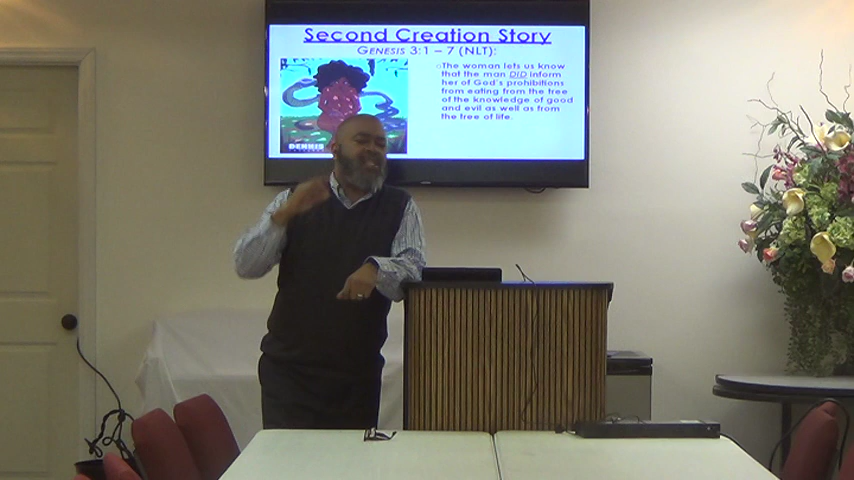 Second Creation Story
Genesis 3:1 – 7 (NLT):
The woman lets us know
that the man DID inform
her of God's prohibitions
from eating from the tree
of the knowledge of good
and evil as well as from
the tree of life.
DENNIS